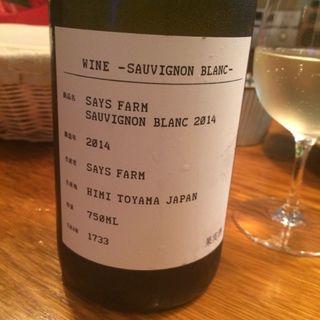 WINE -SAUVIGNON BLANC-
SAYS FARM
SAUVIGNON BLANC 2014
2014
SAYS FARM
HIMI TOYAMA JAPAN
750ML
1733